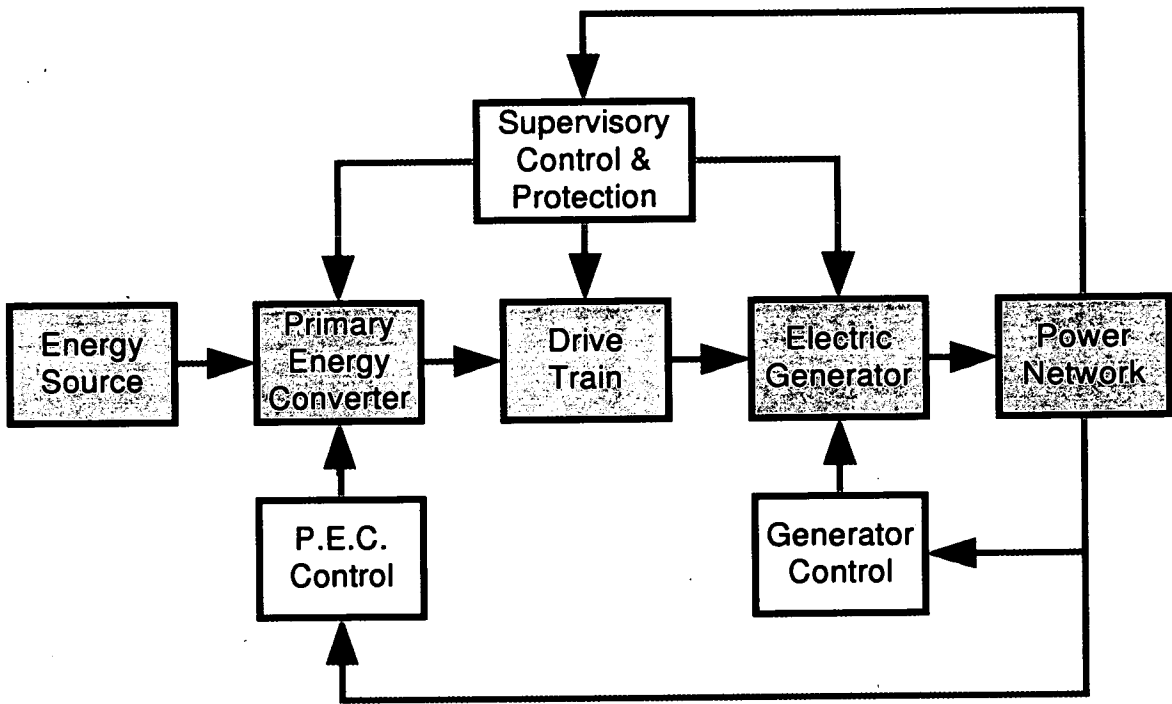 Supervisory
Control &
Protection
Energy
Source
Primary
Energy
Converter
Drive
Train
Electric
Generator
Power
Network
P.E.C.
Control
Generator
Control